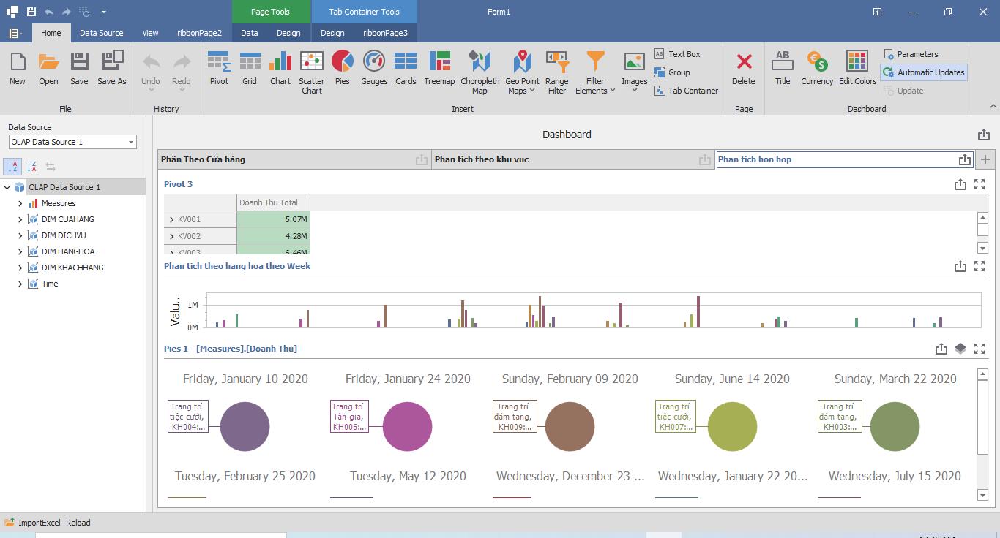 Page Tools
Tab Container Tools
Form1
Home
Data Source
View
ribbonPage2
Data
Design
Design
ribbonPage3
New
Open
Save
Save As
Undo
Redo
Pivot
Grid
Chart
Scatter
Chart
Pies
Gauges
Cards
Treemap
Choropleth
Map
Geo Point
Maps
Range
Filter
Filter
Elements
Images
Text Box
Group
Tab Container
Delete
Title
Currency
Edit Colors
Parameters
Automatic Updates
Update
File
History
Insert
Page
Dashboard
Data Source
OLAP Data Source 1
OLAP Data Source 1
Measures
DIM CUAHANG
DIM DICHVU
DIM HANGHOA
DIM KHACHHANG
Time
Dashboard
Phân Theo Cửa hàng
Phan tich theo khu vuc
Phan tich hon hop
Pivot 3
Doanh Thu Total
KV001 5.07M
KV002 4.28M
KV003 6.46M
Phan tich theo hang hoa theo Week
Valu...
1M
0M
Pies 1 - [Measures].[Doanh Thu]
Friday, January 10 2020
Friday, January 24 2020
Sunday, February 09 2020
Sunday, June 14 2020
Sunday, March 22 2020
Trang trí
tiệc cưới,
KH004:...
Trang trí
Tân gia,
KH006:...
Trang trí
đám tang,
KH009:...
Trang trí
tiệc cưới,
KH007:...
Trang trí
đám tang,
KH003:...
Tuesday, February 25 2020
Tuesday, May 12 2020
Wednesday, December 23 ...
Wednesday, January 22 20...
Wednesday, July 15 2020
ImportExcel
Reload